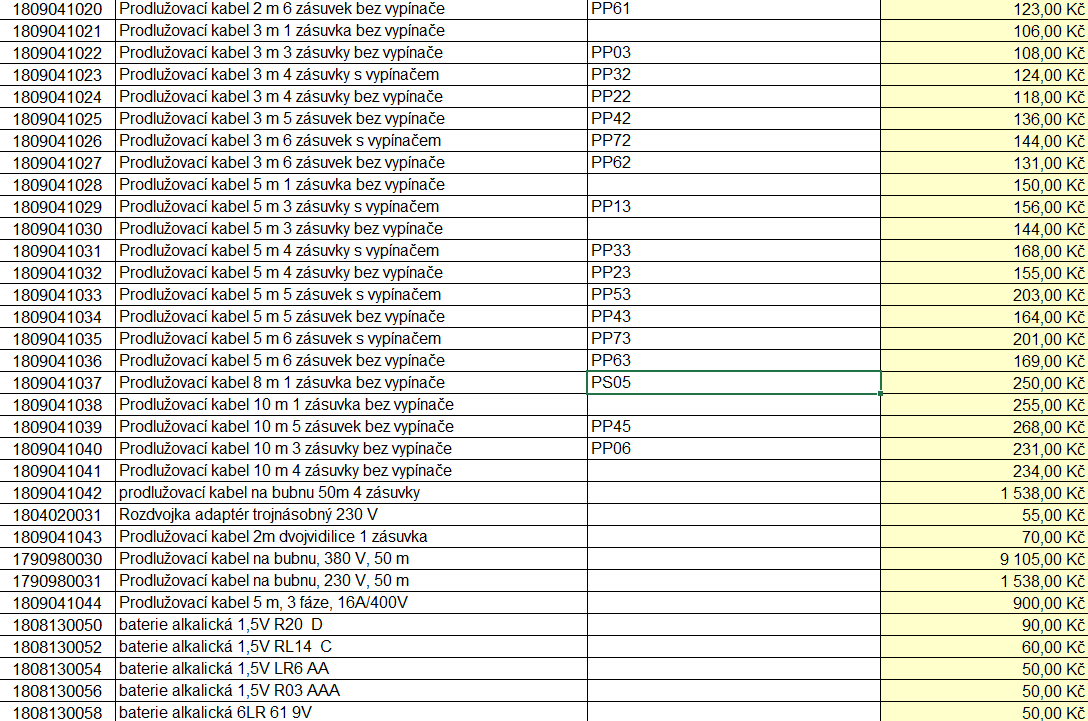 1809041020 Prodlužovací kabel 2 m 6 zásuvek bez vypínače PP61 123,00 Kč
1809041021 Prodlužovací kabel 3 m 1 zásuvka bez vypínače 106,00 Kč
1809041022 Prodlužovací kabel 3 m 3 zásuvky bez vypínače PP03 108,00 Kč
1809041023 Prodlužovací kabel 3 m 4 zásuvky s vypínačem PP32 124,00 Kč
1809041024 Prodlužovací kabel 3 m 4 zásuvky bez vypínače PP22 118,00 Kč
1809041025 Prodlužovací kabel 3 m 5 zásuvek bez vypínače PP42 136,00 Kč
1809041026 Prodlužovací kabel 3 m 6 zásuvek s vypínačem PP72 144,00 Kč
1809041027 Prodlužovací kabel 3 m 6 zásuvek bez vypínače PP62 131,00 Kč
1809041028 Prodlužovací kabel 5 m 1 zásuvka bez vypínače 150,00 Kč
1809041029 Prodlužovací kabel 5 m 3 zásuvky s vypínačem PP13 156,00 Kč
1809041030 Prodlužovací kabel 5 m 3 zásuvky bez vypínače 144,00 Kč
1809041031 Prodlužovací kabel 5 m 4 zásuvky s vypínačem PP33 168,00 Kč
1809041032 Prodlužovací kabel 5 m 4 zásuvky bez vypínače PP23 155,00 Kč
1809041033 Prodlužovací kabel 5 m 5 zásuvek s vypínačem PP53 203,00 Kč
1809041034 Prodlužovací kabel 5 m 5 zásuvek bez vypínače PP43 164,00 Kč
1809041035 Prodlužovací kabel 5 m 6 zásuvek s vypínačem PP73 201,00 Kč
1809041036 Prodlužovací kabel 5 m 6 zásuvek bez vypínače PP63 169,00 Kč
1809041037 Prodlužovací kabel 8 m 1 zásuvka bez vypínače PS05 250,00 Kč
1809041038 Prodlužovací kabel 10 m 1 zásuvka bez vypínače 255,00 Kč
1809041039 Prodlužovací kabel 10 m 5 zásuvek bez vypínače PP45 268,00 Kč
1809041040 Prodlužovací kabel 10 m 3 zásuvky bez vypínače PP06 231,00 Kč
1809041041 Prodlužovací kabel 10 m 4 zásuvky bez vypínače 234,00 Kč
1809041042 prodlužovací kabel na bubnu 50m 4 zásuvky 1 538,00 Kč
1804020031 Rozdvojka adaptér trojnásobný 230 V 55,00 Kč
1809041043 Prodlužovací kabel 2m dvojvidilice 1 zásuvka 70,00 Kč
1790980030 Prodlužovací kabel na bubnu, 380 V, 50 m 9 105,00 Kč
1790980031 Prodlužovací kabel na bubnu, 230 V, 50 m 1 538,00 Kč
1809041044 Prodlužovací kabel 5 m, 3 fáze, 16A/400V 900,00 Kč
1808130050 baterie alkalická 1,5V R20  D 90,00 Kč
1808130052 baterie alkalická 1,5V RL14  C 60,00 Kč
1808130054 baterie alkalická 1,5V LR6 AA 50,00 Kč
1808130056 baterie alkalická 1,5V R03 AAA 50,00 Kč
1808130058 baterie alkalická 6LR 61 9V 50,00 Kč